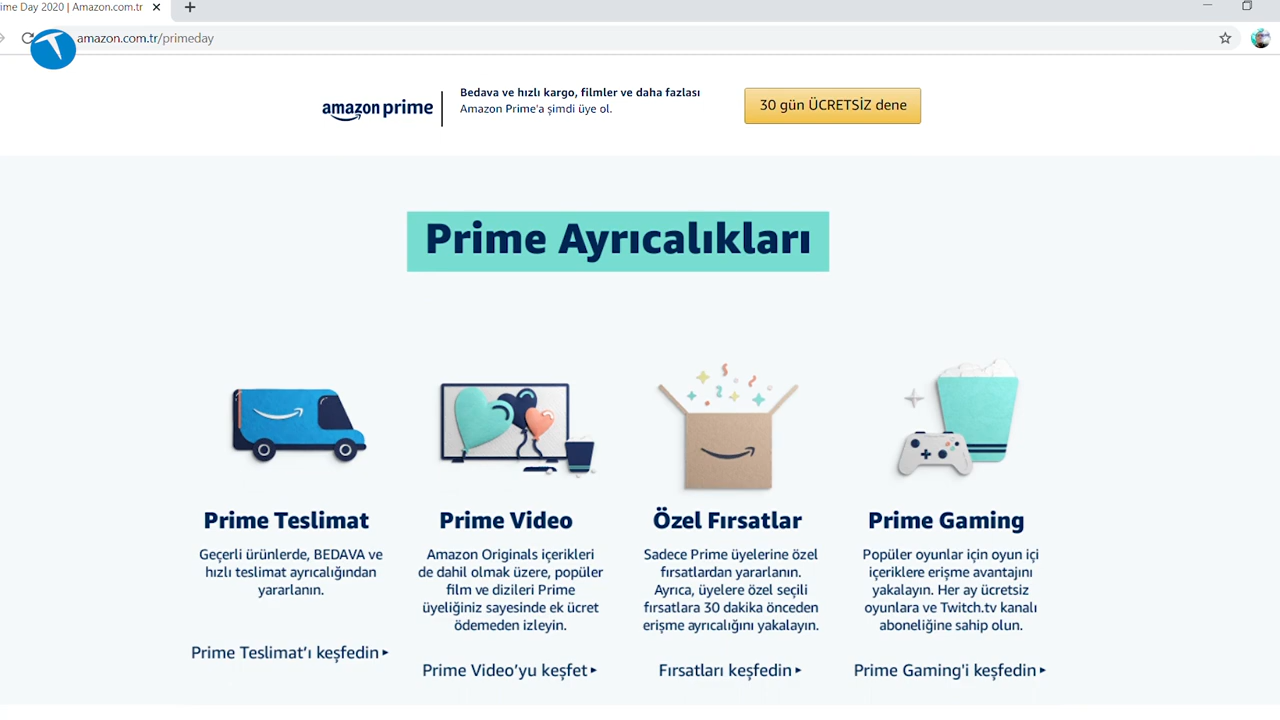 ime Day 2020 | Amazon.com.tr
amazon.com.tr/primeday
amazon prime
Bedava ve hızlı kargo, filmler ve daha fazlası
Amazon Prime'a şimdi üye ol.
30 gün ÜCRETSİZ dene
Prime Ayrıcalıkları
Prime Teslimat
Geçerli ürünlerde, BEDAVA ve
hızlı teslimat ayrıcalığından
yararlanın.
Prime Teslimat’ı keşfedin
Prime Video
Amazon Originals içerikleri
de dahil olmak üzere, popüler
film ve dizileri Prime
üyeliğiniz sayesinde ek ücret
ödemeden izleyin.
Prime Video’yu keşfet
Özel Fırsatlar
Sadece Prime üyelerine özel
fırsatlardan yararlanın.
Ayrıca, üyelere özel seçili
fırsatlara 30 dakika önceden
erişme ayrıcalığını yakalayın.
Fırsatları keşfedin
Prime Gaming
Popüler oyunlar için oyun içi
içeriklere erişme avantajını
yakalayın. Her ay ücretsiz
oyunlara ve Twitch.tv kanalı
aboneliğine sahip olun.
Prime Gaming'i keşfedin